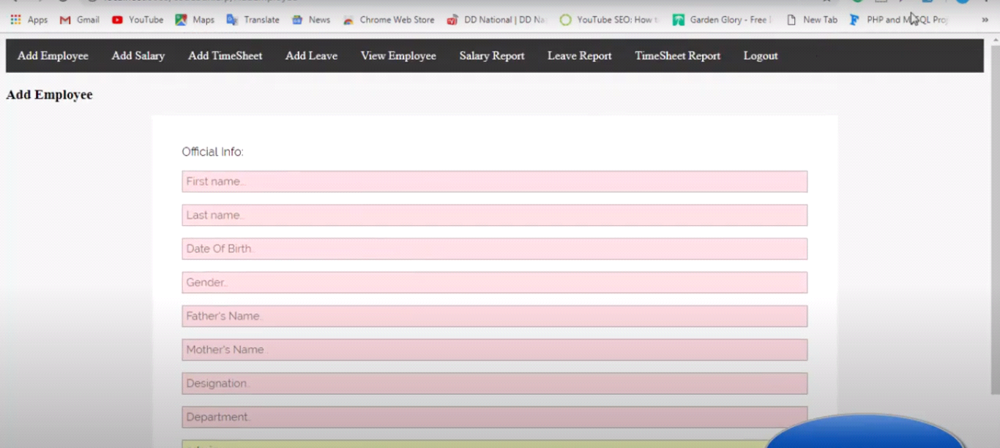 Apps Gmail YouTube Maps Translate News Chrome Web Store DD National | DD Na YouTube SEO: How Garden Glory - Free New Tab PHP and MySQL Proj »
Add Employee Add Salary Add TimeSheet Add Leave View Employee Salary Report Leave Report TimeSheet Report Logout
Add Employee
Official Info:
First name..
Last name..
Date Of Birth
Gender..
Father's Name..
Mother's Name..
Designation..
Department..